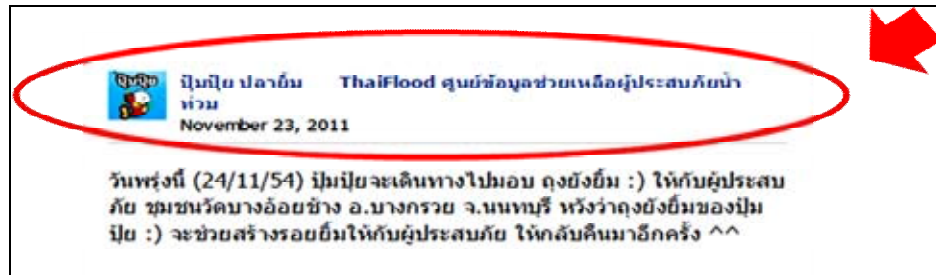 ปุ้มปุ้ย
ปุ้มปุ้ย ปลายิ้ม ThaiFlood ศูนย์ข้อมูลช่วยเหลือผู้ประสบภัยน้ำ
ท่วม
November 23, 2011
วันพรุ่งนี้ (24/11/54) ปุ้มปุ้ยจะเดินทางไปมอบ ถุงยังยิ้ม :) ให้กับผู้ประสบ
ภัย ชุมชนวัดบางอ้อยช้าง อ.บางกรวย จ.นนทบุรี หวังว่าถุงยังยิ้มของปุ้ม
ปุ้ย :) จะช่วยสร้างรอยยิ้มให้กับผู้ประสบภัย ให้กลับคืนมาอีกครั้ง ^^